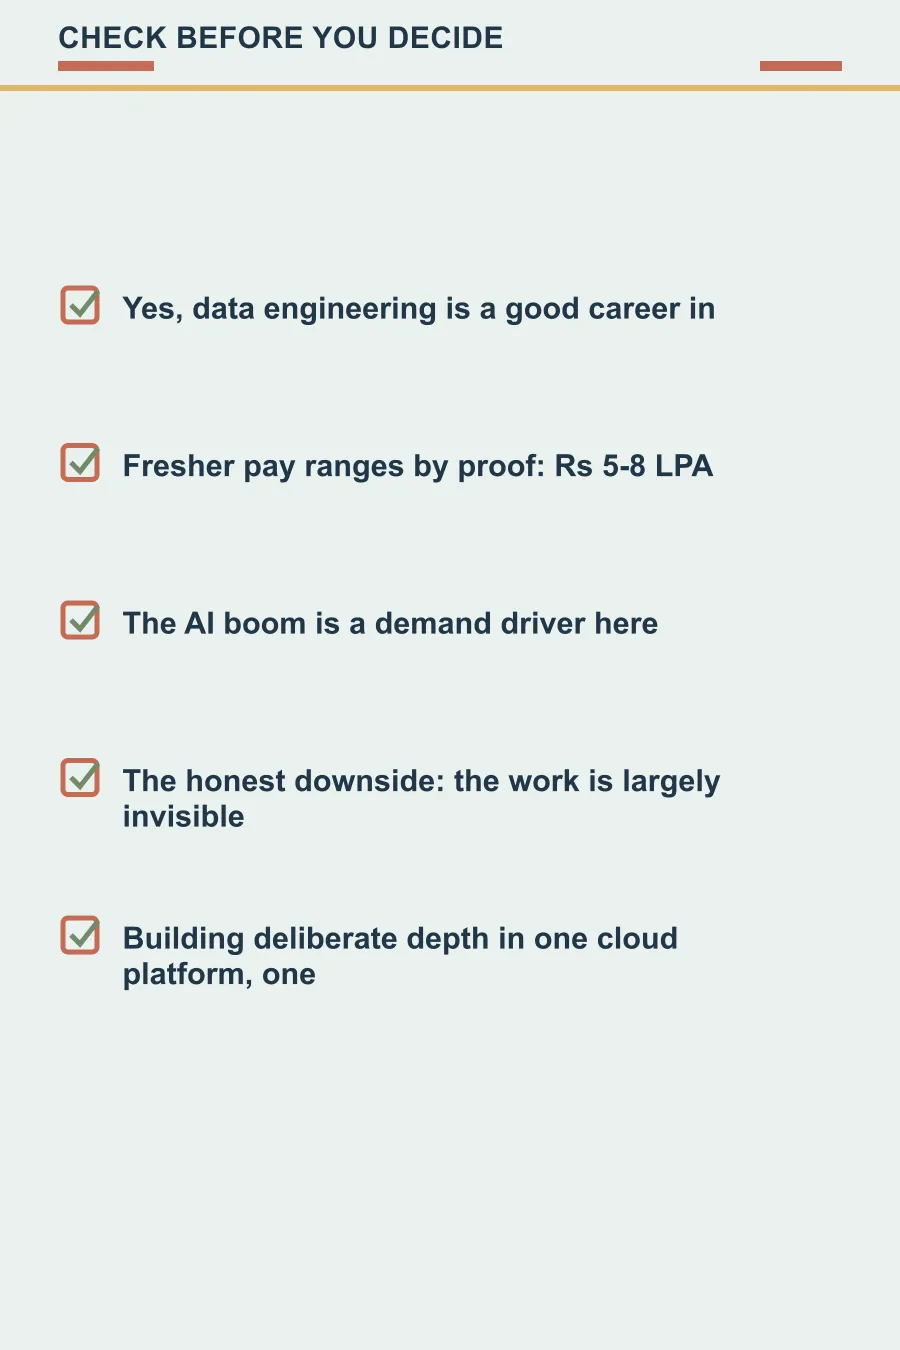 CHECK BEFORE YOU DECIDE
Yes, data engineering is a good career in
Fresher pay ranges by proof: Rs 5-8 LPA
The AI boom is a demand driver here
The honest downside: the work is largely
invisible
Building deliberate depth in one cloud
platform, one